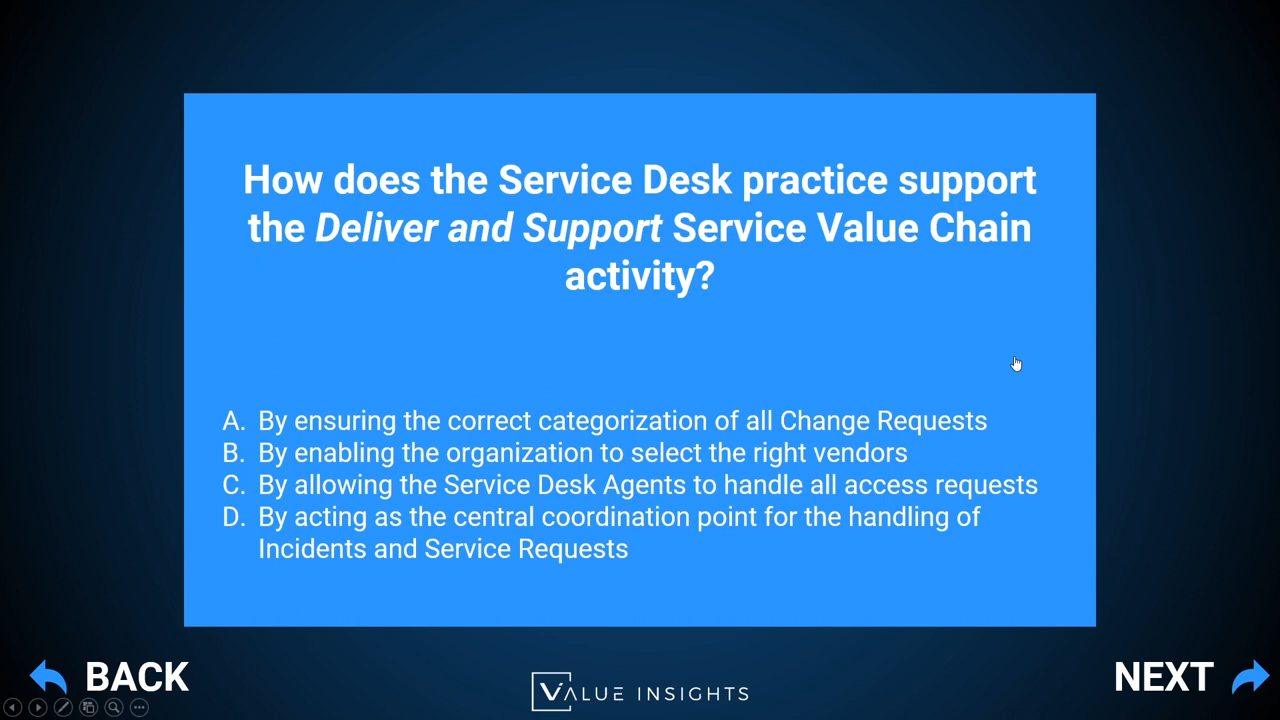 How does the Service Desk practice support
the Deliver and Support Service Value Chain
activity?
A. By ensuring the correct categorization of all Change Requests
B. By enabling the organization to select the right vendors
C. By allowing the Service Desk Agents to handle all access requests
D. By acting as the central coordination point for the handling of
Incidents and Service Requests
BACK
VALUE INSIGHTS
NEXT